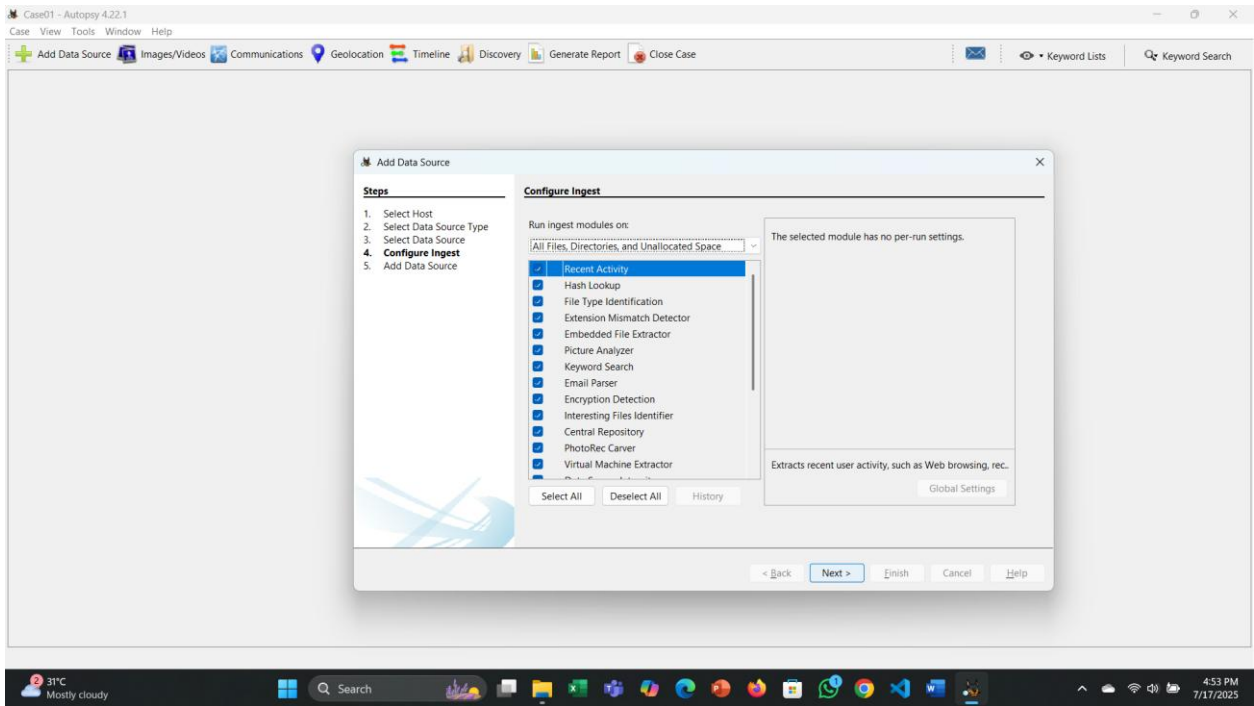 Case01 - Autopsy 4.22.1
Case View Tools Window Help
Add Data Source Images/Videos Communications Geolocation Timeline Discovery Generate Report Close Case Keyword Lists Keyword Search
Add Data Source
Steps
1. Select Host
2. Select Data Source Type
3. Select Data Source
4. Configure Ingest
5. Add Data Source
Configure Ingest
Run ingest modules on:
All Files, Directories, and Unallocated Space
Recent Activity
Hash Lookup
File Type Identification
Extension Mismatch Detector
Embedded File Extractor
Picture Analyzer
Keyword Search
Email Parser
Encryption Detection
Interesting Files Identifier
Central Repository
PhotoRec Carver
Virtual Machine Extractor
Select All Deselect All History
The selected module has no per-run settings.
Extracts recent user activity, such as Web browsing, rec..
Global Settings
< Back Next > Finish Cancel Help
2 31°C
Mostly cloudy
Search
1
4:53 PM
7/17/2025